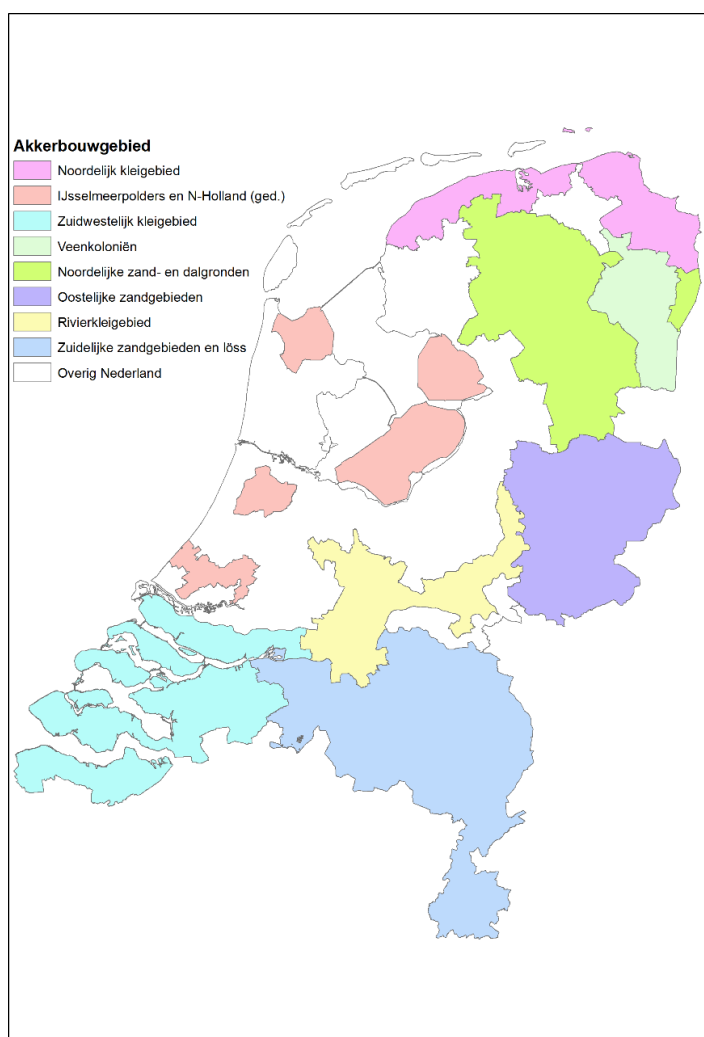 Akkerbouwgebied
Noordelijk kleigebied
IJsselmeerpolders en N-Holland (ged.)
Zuidwestelijk kleigebied
Veenkoloniën
Noordelijke zand- en dalgronden
Oostelijke zandgebieden
Rivierkleigebied
Zuidelijke zandgebieden en löss
Overig Nederland